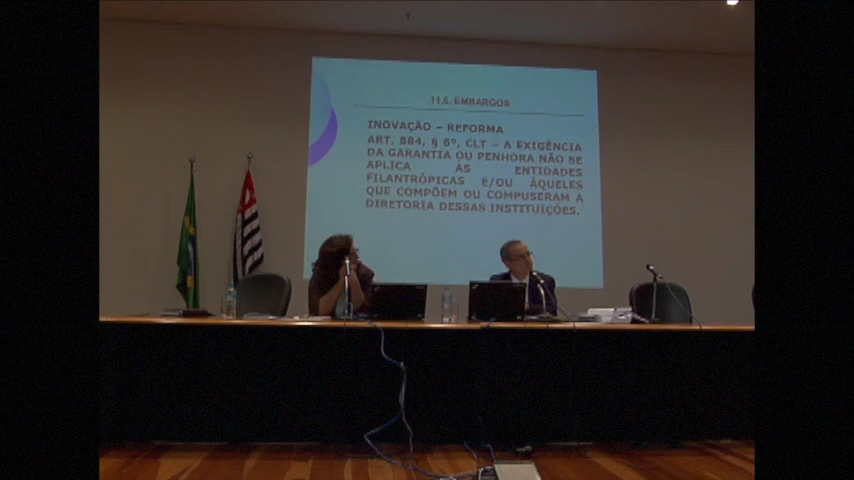 11.6. EMBARGOS
INOVAÇÃO – REFORMA
ART. 884, § 6º, CLT – A EXIGÊNCIA
DA GARANTIA OU PENHORA NÃO SE
APLICA ÀS ENTIDADES
FILANTRÓPICAS E/OU ÀQUELES
QUE COMPÕEM OU COMPUSERAM A
DIRETORIA DESSAS INSTITUIÇÕES.